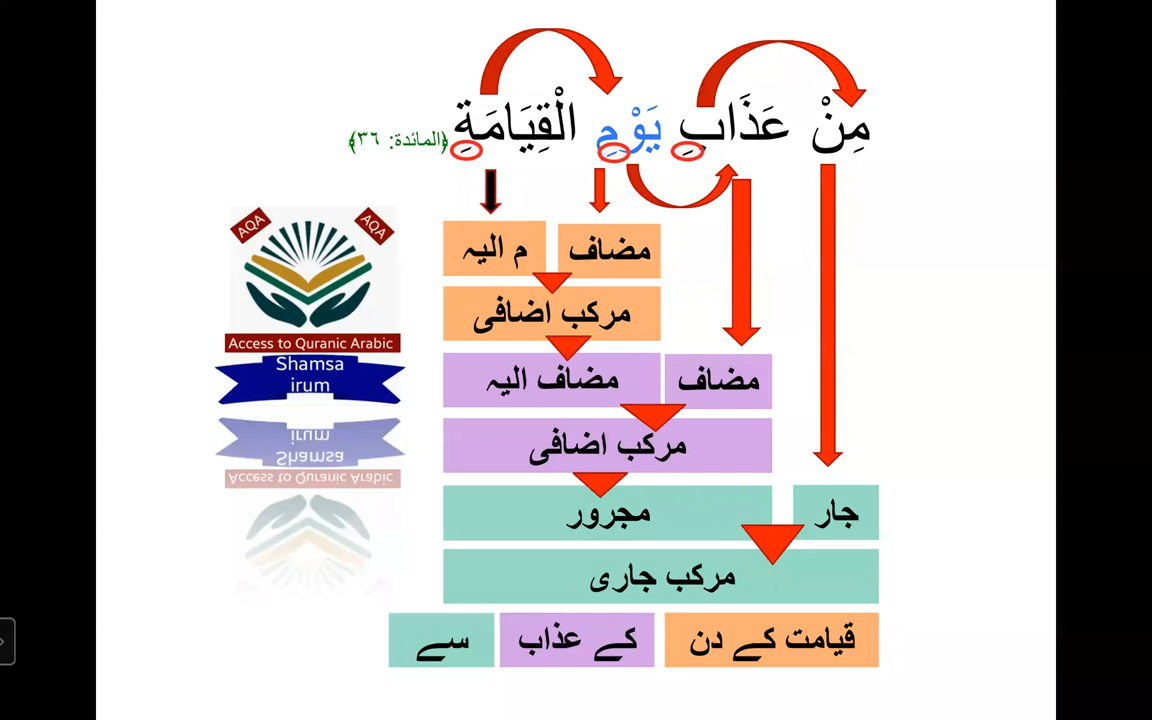 مِنْ عَذَابِ يَوْمِ الْقِيَامَةِ ﴿المائدة: ٣٦﴾
مضاف م الیہ
مرکب اضافی
مضاف مضاف الیہ
مرکب اضافی
جار مجرور
مرکب جاری
قیامت کے دن کے عذاب سے
AQA AQA
Access to Quranic Arabic
Shamsa
irum